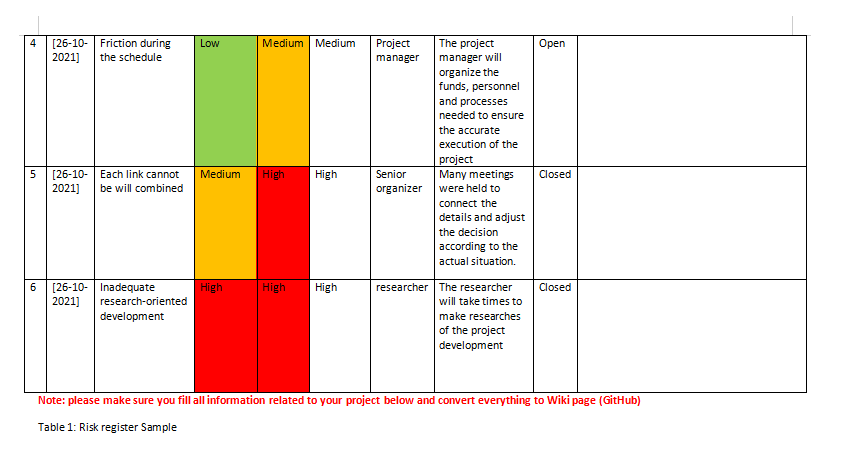 4 [26-10- Friction during Low Medium Medium Project The project Open
2021] the schedule manager manager will
organize the
funds, personnel
and processes
needed to ensure
the accurate
execution of the
project
5 [26-10- Each link cannot Medium High High Senior Many meetings Closed
2021] be will combined organizer were held to
connect the
details and adjust
the decision
according to the
actual situation.
6 [26-10- Inadequate High High High researcher The researcher Closed
2021] research-oriented will take times to
development make researches
of the project
development
Note: please make sure you fill all information related to your project below and convert everything to Wiki page (GitHub)
Table 1: Risk register Sample